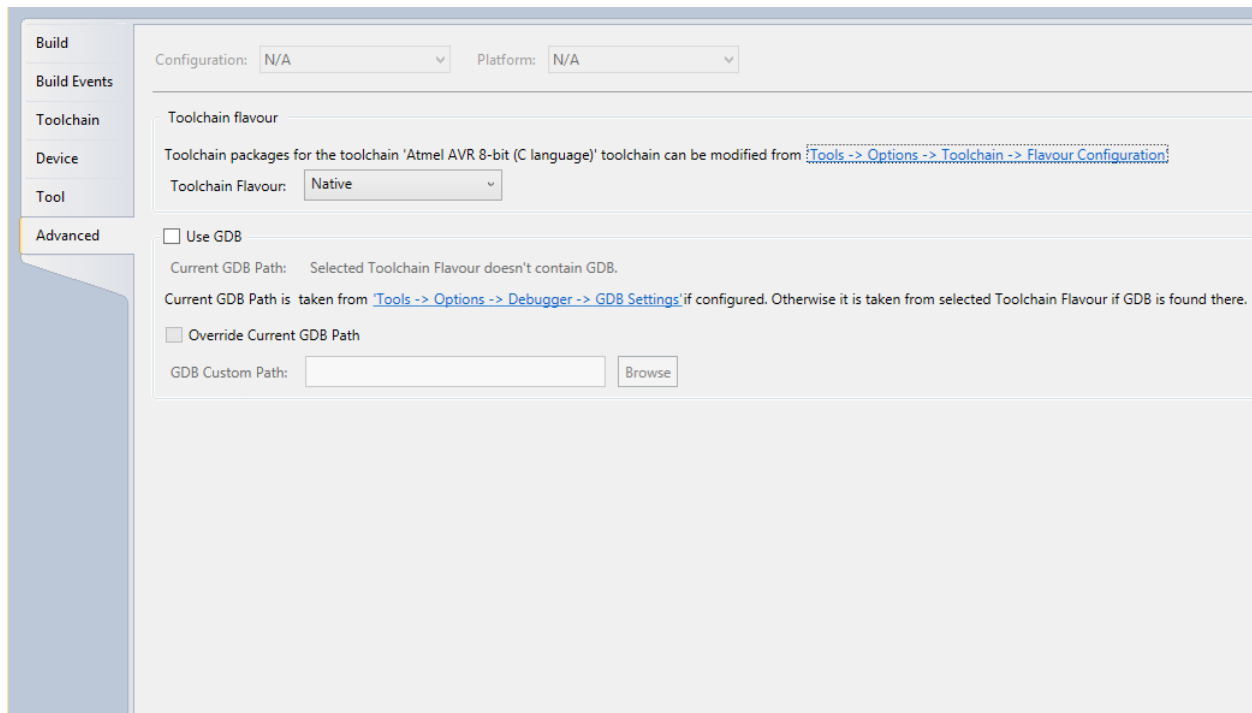 Build
Build Events
Toolchain
Device
Tool
Advanced
Configuration: N/A Platform: N/A
Toolchain flavour
Toolchain packages for the toolchain 'Atmel AVR 8-bit (C language)' toolchain can be modified from 'Tools -> Options -> Toolchain -> Flavour Configuration'
Toolchain Flavour: Native
Use GDB
Current GDB Path: Selected Toolchain Flavour doesn't contain GDB.
Current GDB Path is taken from 'Tools -> Options -> Debugger -> GDB Settings'if configured. Otherwise it is taken from selected Toolchain Flavour if GDB is found there.
Override Current GDB Path
GDB Custom Path: Browse